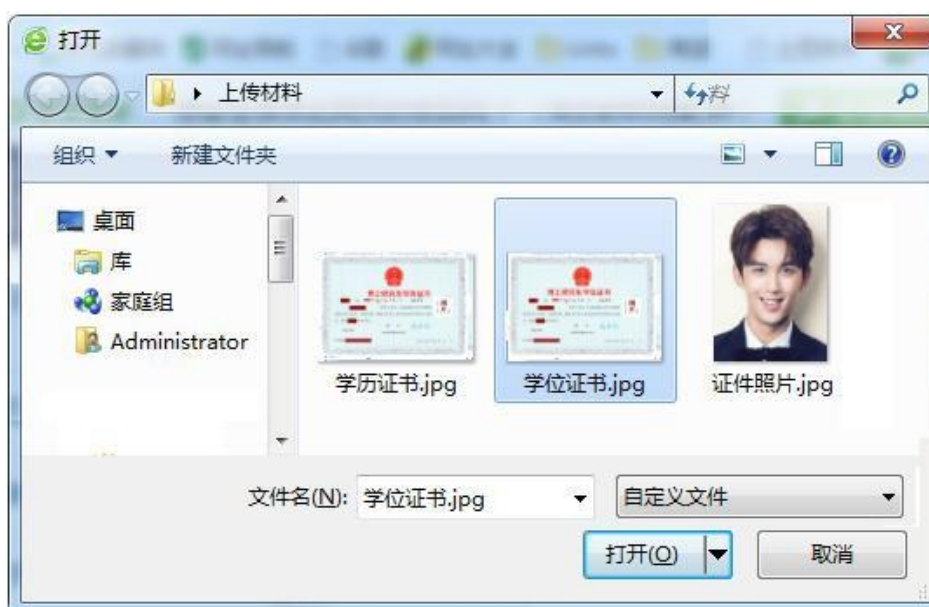 打开
上传材料
料
组织 新建文件夹
桌面
库
家庭组
Administrator
学历证书.jpg 学位证书.jpg 证件照片.jpg
文件名(N): 学位证书.jpg 自定义文件
打开(O) 取消